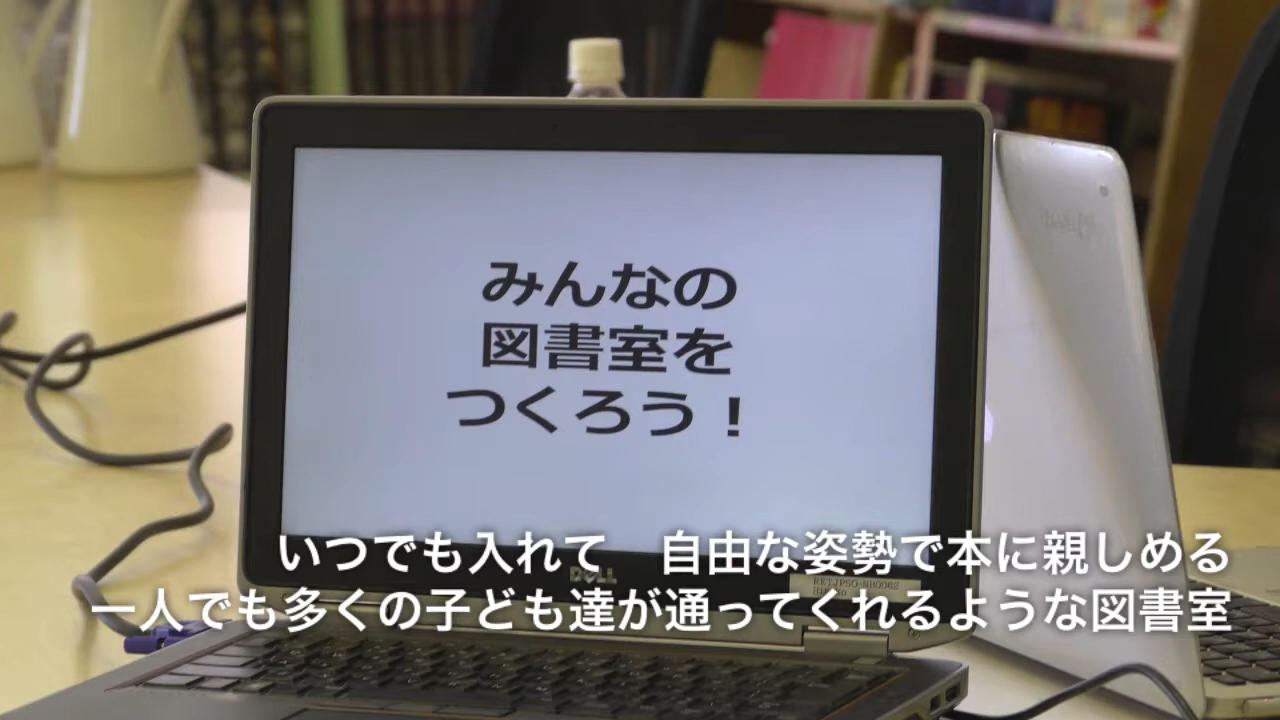 みんなの
図書室を
つくろう！
いつでも入れて　自由な姿勢で本に親しめる
DELL
一人でも多くの子ども達が通ってくれるような図書室